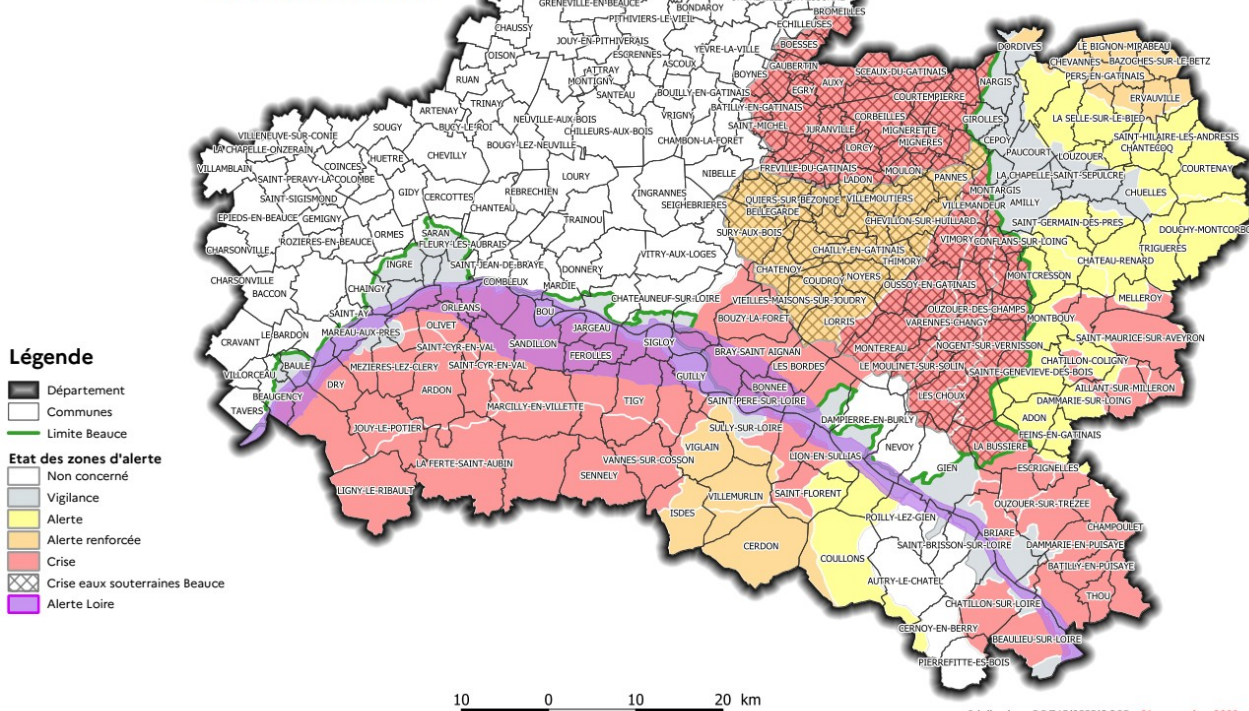 GRENEVILLE-EN-BEAUCE
BONDAROY
BROMEILLES
PITHIVIERS-LE-VIEIL
ECHILLEUSES
CHAUSSY
JOUY-EN-PITHIVERAIS
BOESSES
DORDIVES
LE BIGNON-MIRABEAU
OISON
ESCRENNES
YEVRE-LA-VILLE
CHEVANNES
BAZOCHES-SUR-LE-BETZ
ASCOUX
GAUBERTIN
SCEAUX-DU-GATINAIS
PERS-EN-GATINAIS
RUAN
ATTRAY
MONTIGNY
BOYNES
AUXY
NARGIS
SANTEAU
BOUILLY-EN-GATINAIS
EGRY
COURTEMPIERRE
ERVAUVILLE
ARTENAY
TRINAY
BATILLY-EN-GATINAIS
VRIGNY
CORBEILLES
GIROLLES
LA SELLE-SUR-LE-BIED
VILLENEUVE-SUR-CONIE
SOUGY
BUCY-LE-ROI
NEUVILLE-AUX-BOIS
CHILLEURS-AUX-BOIS
SAINT-MICHEL
JURANVILLE
MIGNERETTE
MIGNERES
CEPOY
SAINT-HILAIRE-LES-ANDRESIS
CHANTECOQ
LA CHAPELLE-ONZERAIN
BOUGY-LEZ-NEUVILLE
CHAMBON-LA-FORET
LORCY
PAUCOURT
LOUZOUER
VILLAMBLAIN
COINCES
HUETRE
CHEVILLY
FREVILLE-DU-GATINAIS
MOULON
COURTENAY
SAINT-PERAVY-LA-COLOMBE
LOURY
NIBELLE
LADON
PANNES
LA CHAPELLE-SAINT-SEPULCRE
SAINT-SIGISMOND
GIDY
CERCOTTES
REBRECHIEN
INGRANNES
QUIERS-SUR-BEZONDE
VILLEMOUTIERS
MONTARGIS
AMILLY
CHUELLES
EPIEDS-EN-BEAUCE
GEMIGNY
CHANTEAU
TRAINOU
SEICHEBRIERES
BELLEGARDE
CHEVILLON-SUR-HUILLARD
VILLEMANDEUR
SAINT-GERMAIN-DES-PRES
ORMES
SARAN
SURY-AUX-BOIS
DOUCHY-MONTCORBON
ROZIERES-EN-BEAUCE
FLEURY-LES-AUBRAIS
CHARSONVILLE
VITRY-AUX-LOGES
CHAILLY-EN-GATINAIS
VIMORY
CONFLANS-SUR-LOING
TRIGUERES
INGRE
SAINT-JEAN-DE-BRAYE
DONNERY
THIMORY
CHATEAU-RENARD
CHARSONVILLE
CHATENOY
COUDROY
NOYERS
OUSSOY-EN-GATINAIS
MONTCRESSON
BACCON
CHAINGY
COMBLEUX
MARDIE
CHATEAUNEUF-SUR-LOIRE
VIEILLES-MAISONS-SUR-JOUDRY
MELLEROY
SAINT-AY
ORLEANS
BOU
OUZOUER-DES-CHAMPS
BOUZY-LA-FORET
LORRIS
VARENNES-CHANGY
MONTBOUY
LE-BARDON
MAREAU-AUX-PRES
OLIVET
JARGEAU
SAINT-MAURICE-SUR-AVEYRON
CRAVANT
SAINT-CYR-EN-VAL
SANDILLON
SIGLOY
MONTEREAU
NOGENT-SUR-VERNISSON
Légende
BAULE
MEZIERES-LEZ-CLERY
SAINT-CYR-EN-VAL
FEROLLES
BRAY-SAINT AIGNAN
LE MOULINET-SUR-SOLIN
CHATILLON-COLIGNY
VILLORCEAU
GUILLY
LES BORDES
SAINTE-GENEVIEVE-DES-BOIS
DRY
ARDON
BONNEE
AILLANT-SUR-MILLERON
Département
BEAUGENCY
TIGY
SAINT-PERE-SUR-LOIRE
LES CHOUX
DAMMARIE-SUR-LOING
Communes
TAVERS
MARCILLY-EN-VILLETTE
DAMPIERRE-EN-BURLY
ADON
Limite Beauce
JOUY-LE-POTIER
SULLY-SUR-LOIRE
FEINS-EN-GATINAIS
Etat des zones d'alerte
VIGLAIN
NEVOY
LA BUSSIERE
Non concerné
LA FERTE-SAINT-AUBIN
VANNES-SUR-COSSON
LION-EN-SULLIAS
GIEN
ESCRIGNELLES
Vigilance
LIGNY-LE-RIBAULT
SENNELY
VILLEMURLIN
SAINT-FLORENT
OUZOUER-SUR-TREZEE
Alerte
ISDES
POILLY-LEZ-GIEN
CHAMPOULET
Alerte renforcée
CERDON
BRIARE
SAINT-BRISSON-SUR-LOIRE
DAMMARIE-EN-PUISAYE
Crise
COULLONS
BATILLY-EN-PUISAYE
Crise eaux souterraines Beauce
AUTRY-LE-CHATEL
THOU
Alerte Loire
CHATILLON-SUR-LOIRE
CERNOY-EN-BERRY
BEAULIEU-SUR-LOIRE
PIERREFITTE-ES-BOIS
10 0 10 20 km